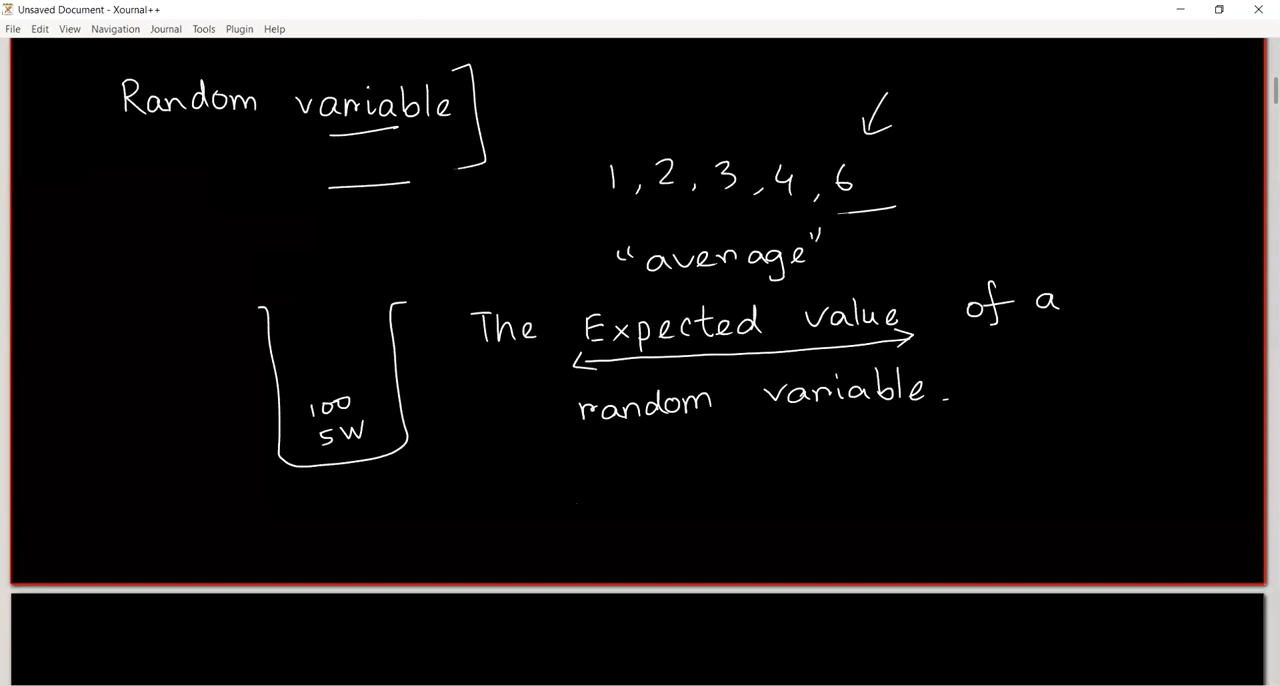 Unsaved Document - Xournal++
File Edit View Navigation Journal Tools Plugin Help
Random variable
1, 2, 3, 4, 6
"average"
The Expected value of a
random variable.
100
5W